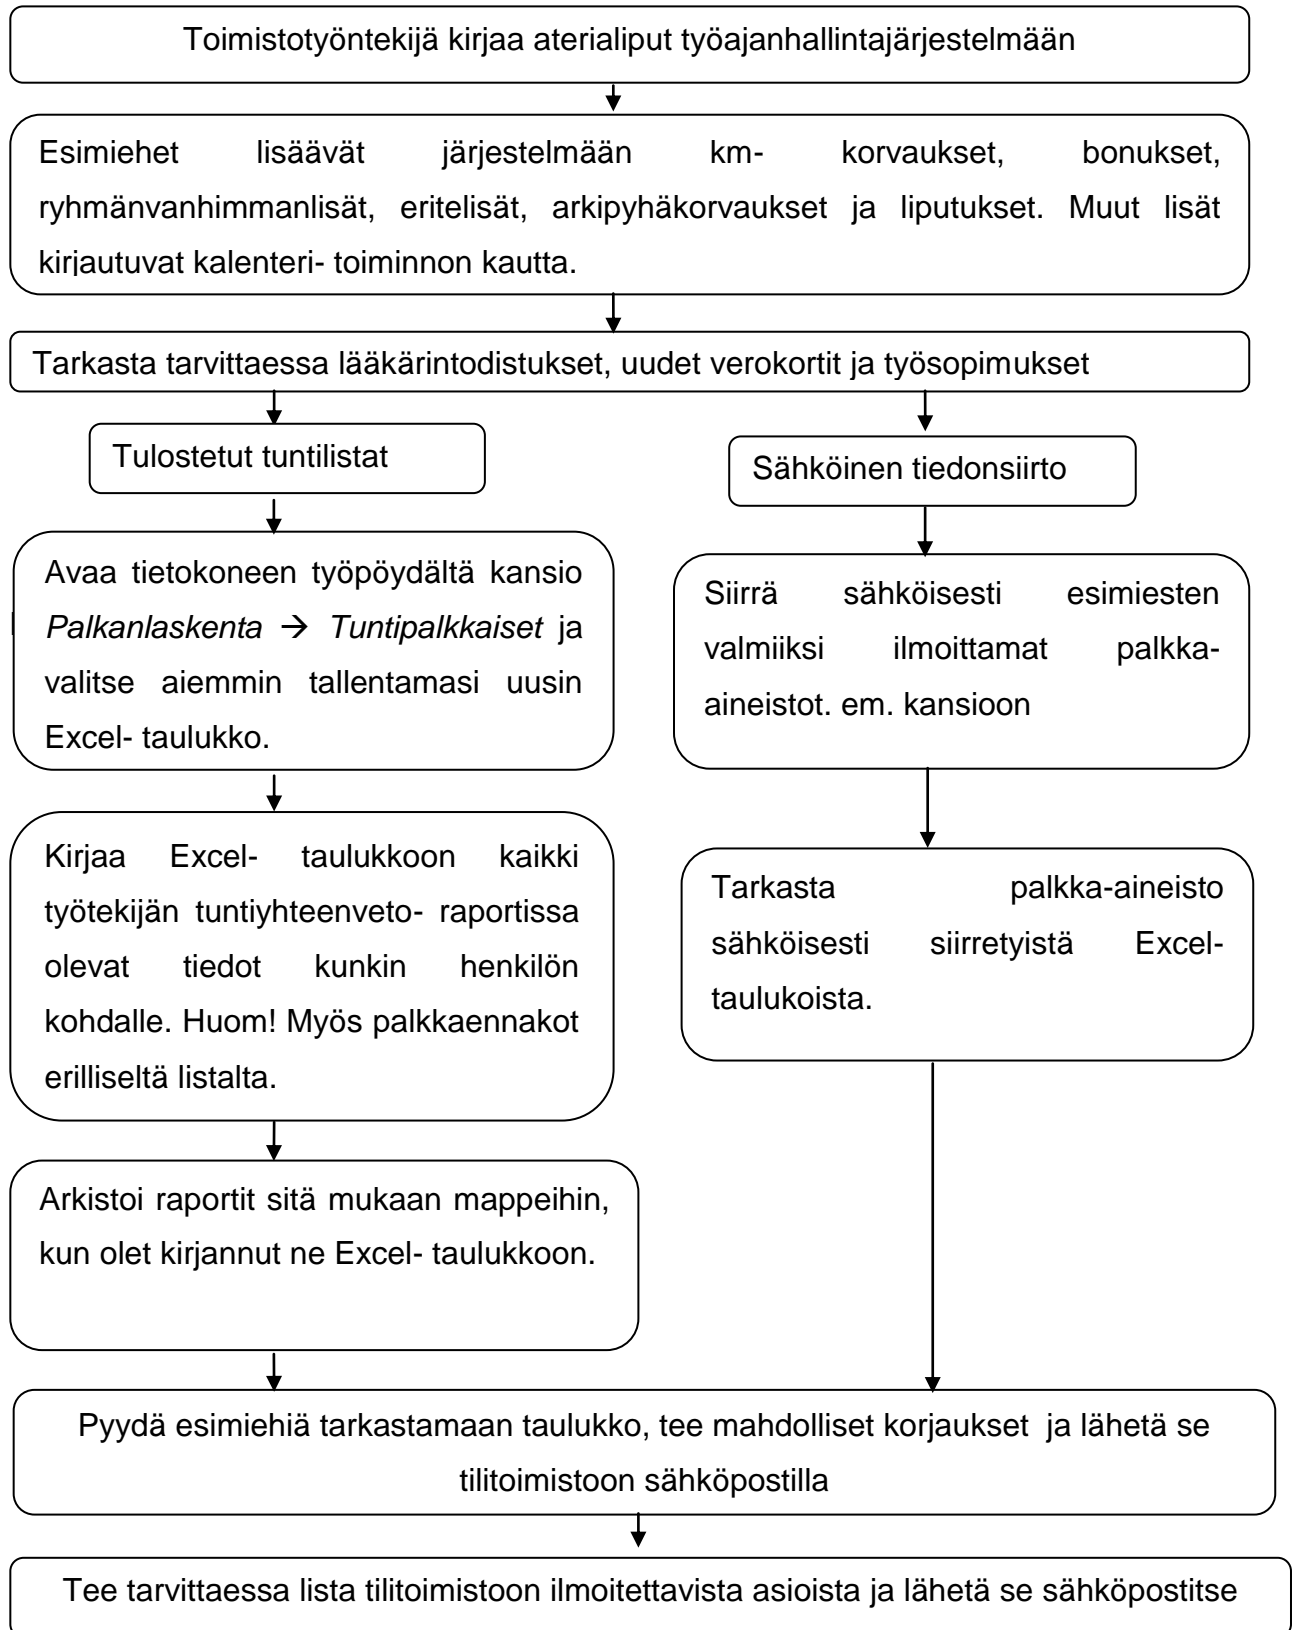 Toimistotyöntekijä kirjaa aterialiput työajanhallintajärjestelmään
Esimiehet lisäävät järjestelmään km- korvaukset, bonukset,
ryhmänvanhimmanlisät, eritelisät, arkipyhäkorvaukset ja liputukset. Muut lisät
kirjautuvat kalenteri- toiminnon kautta.
Tarkasta tarvittaessa lääkärintodistukset, uudet verokortit ja työsopimukset
Tulostetut tuntilistat
Avaa tietokoneen työpöydältä kansio
Palkanlaskenta → Tuntipalkkaiset ja
valitse aiemmin tallentamasi uusin
Excel- taulukko.
Kirjaa Excel- taulukkoon kaikki
työtekijän tuntiyhteenveto- raportissa
olevat tiedot kunkin henkilön
kohdalle. Huom! Myös palkkaennakot
erilliseltä listalta.
Arkistoi raportit sitä mukaan mappeihin,
kun olet kirjannut ne Excel- taulukkoon.
Sähköinen tiedonsiirto
Siirrä sähköisesti esimiesten
valmiiksi ilmoittamat palkka-
aineistot. em. kansioon
Tarkasta palkka-aineisto
sähköisesti siirretyistä Excel-
taulukoista.
Pyydä esimiehiä tarkastamaan taulukko, tee mahdolliset korjaukset ja lähetä se
tilitoimistoon sähköpostilla
Tee tarvittaessa lista tilitoimistoon ilmoitettavista asioista ja lähetä se sähköpostitse